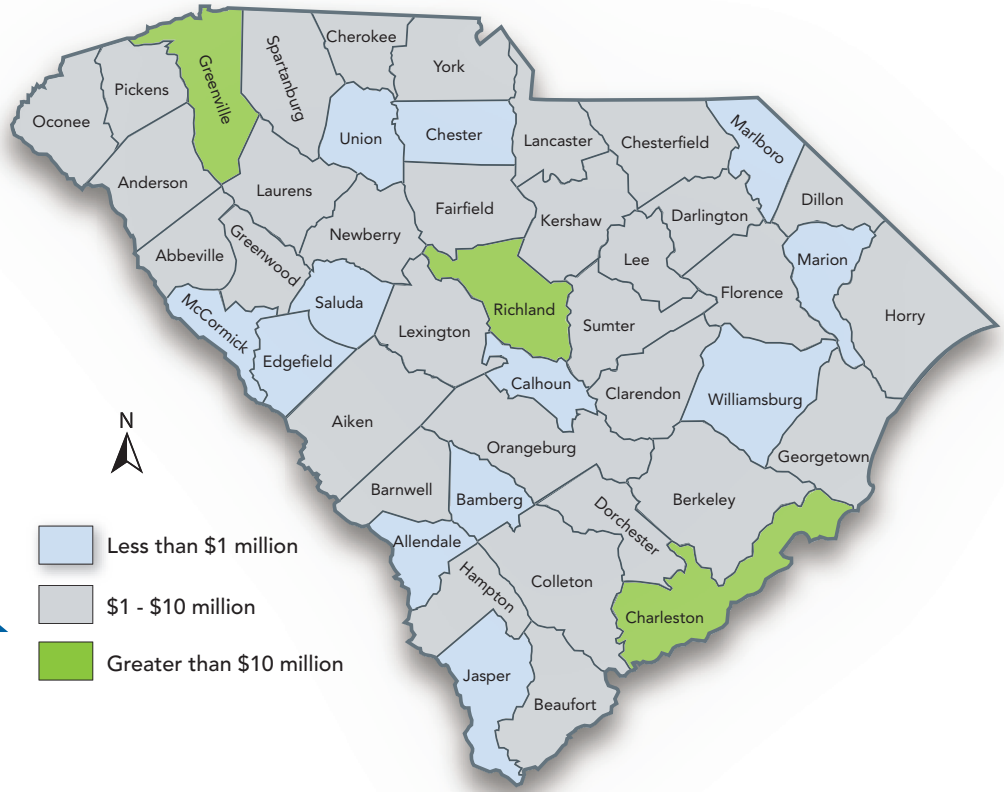 Cherokee
York
Spartanburg
Greenville
Pickens
Oconee
Union
Chester
Lancaster
Chesterfield
Marlboro
Anderson
Laurens
Fairfield
Kershaw
Darlington
Dillon
Abbeville
Greenwood
Newberry
Lee
Marion
Florence
McCormick
Saluda
Richland
Sumter
Horry
Lexington
Edgefield
Calhoun
Clarendon
Williamsburg
Aiken
Orangeburg
Georgetown
N
Barnwell
Bamberg
Berkeley
Dorchester
Allendale
Hampton
Colleton
Charleston
Jasper
Beaufort
Less than $1 million
$1 - $10 million
Greater than $10 million